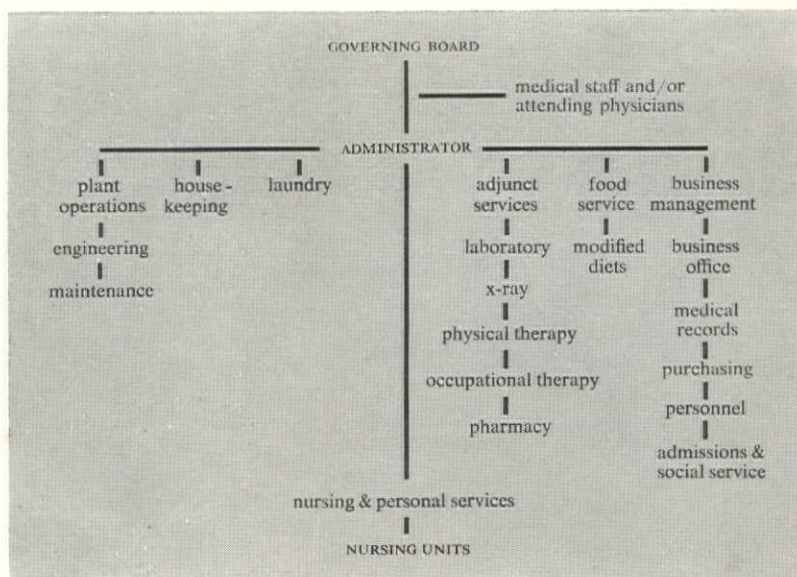 GOVERNING BOARD
medical staff and/or
attending physicians
ADMINISTRATOR
plant
operations
engineering
maintenance
house-
keeping
laundry
adjunct
services
laboratory
x-ray
physical therapy
occupational therapy
pharmacy
food
service
modified
diets
business
management
business
office
medical
records
purchasing
personnel
admissions &
social service
nursing & personal services
NURSING UNITS